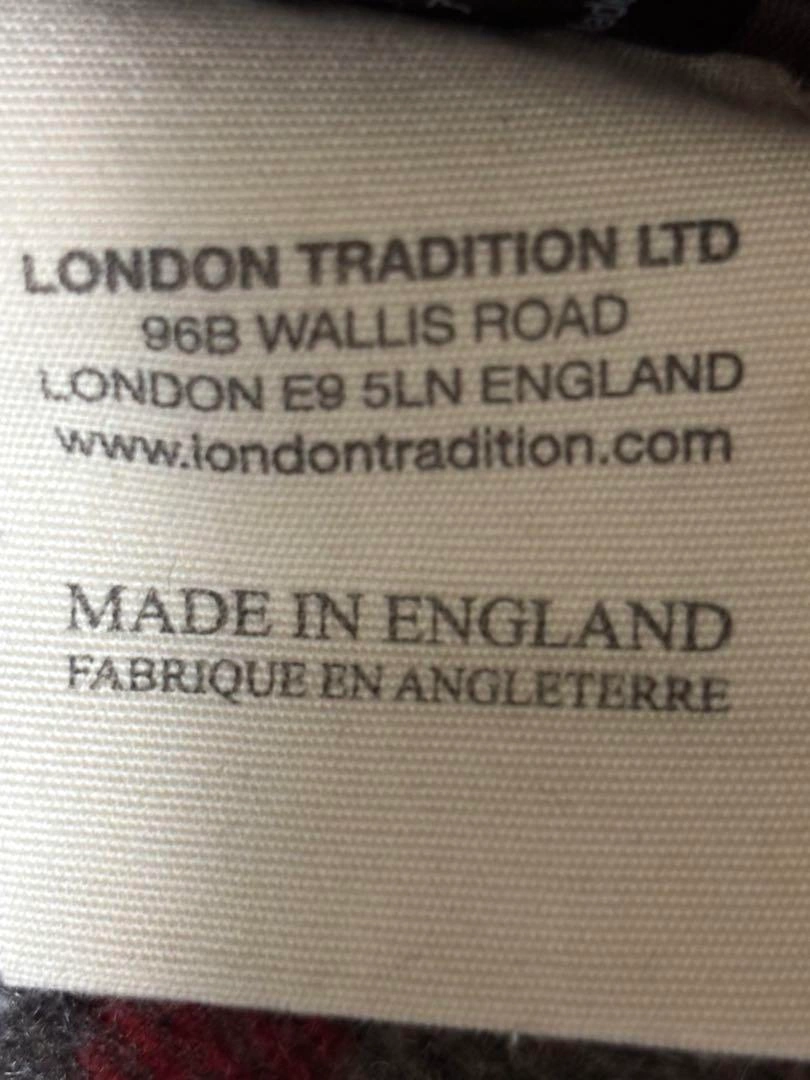 LONDON TRADITION LTD
96B WALLIS ROAD
LONDON E9 5LN ENGLAND
www.londontradition.com
MADE IN ENGLAND
FABRIQUE EN ANGLETERRE